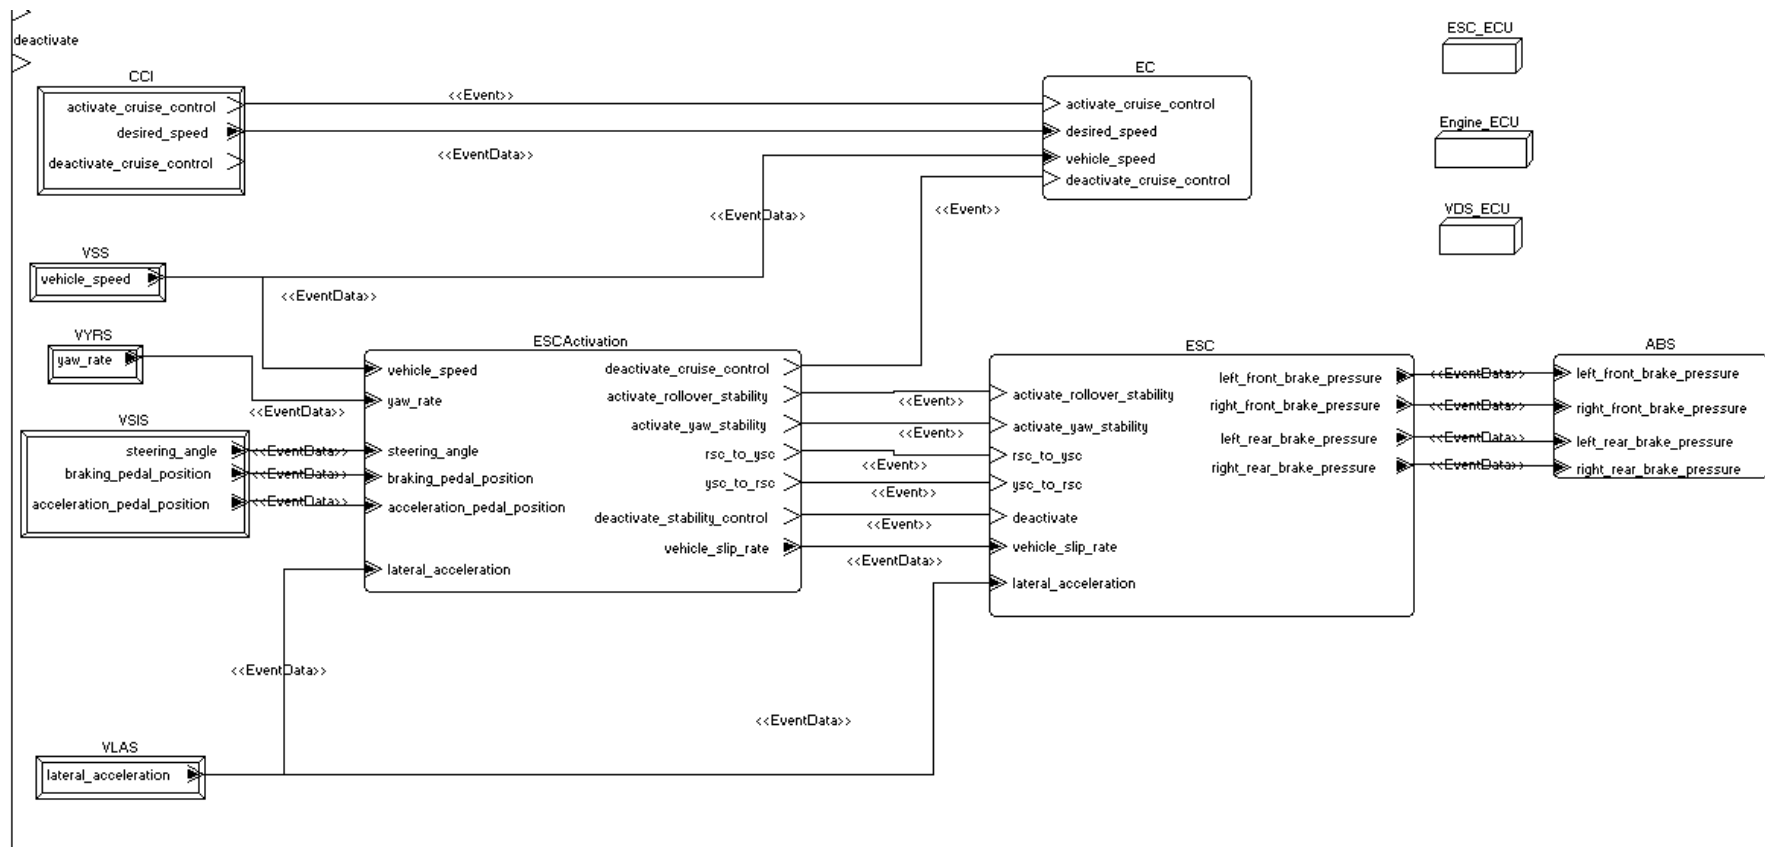 deactivate
CCI
activate_cruise_control
desired_speed
deactivate_cruise_control
<<Event>>
<<EventData>>
EC
activate_cruise_control
desired_speed
vehicle_speed
deactivate_cruise_control
ESC_ECU
Engine_ECU
VDS_ECU
<<EventData>>
<<Event>>
VSS
vehicle_speed
<<EventData>>
VYRS
yaw_rate
<<EventData>>
VSIS
steering_angle
braking_pedal_position
acceleration_pedal_position
<<EventData>>
<<EventData>>
<<EventData>>
ESCActivation
vehicle_speed
yaw_rate
steering_angle
braking_pedal_position
acceleration_pedal_position
lateral_acceleration
deactivate_cruise_control
activate_rollover_stability
activate_yaw_stability
rsc_to_ysc
ysc_to_rsc
deactivate_stability_control
vehicle_slip_rate
<<Event>>
<<Event>>
<<Event>>
<<Event>>
<<Event>>
<<EventData>>
ESC
activate_rollover_stability
activate_yaw_stability
rsc_to_ysc
ysc_to_rsc
deactivate
vehicle_slip_rate
lateral_acceleration
left_front_brake_pressure
right_front_brake_pressure
left_rear_brake_pressure
right_rear_brake_pressure
<<EventData>>
<<EventData>>
<<EventData>>
<<EventData>>
ABS
left_front_brake_pressure
right_front_brake_pressure
left_rear_brake_pressure
right_rear_brake_pressure
<<EventData>>
<<EventData>>
VLAS
lateral_acceleration